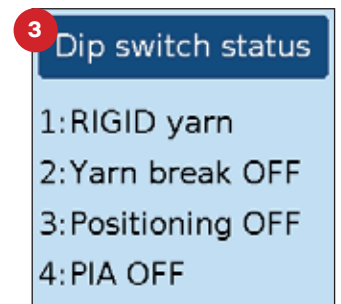 3
Dip switch status
1:RIGID yarn
2:Yarn break OFF
3:Positioning OFF
4:PIA OFF